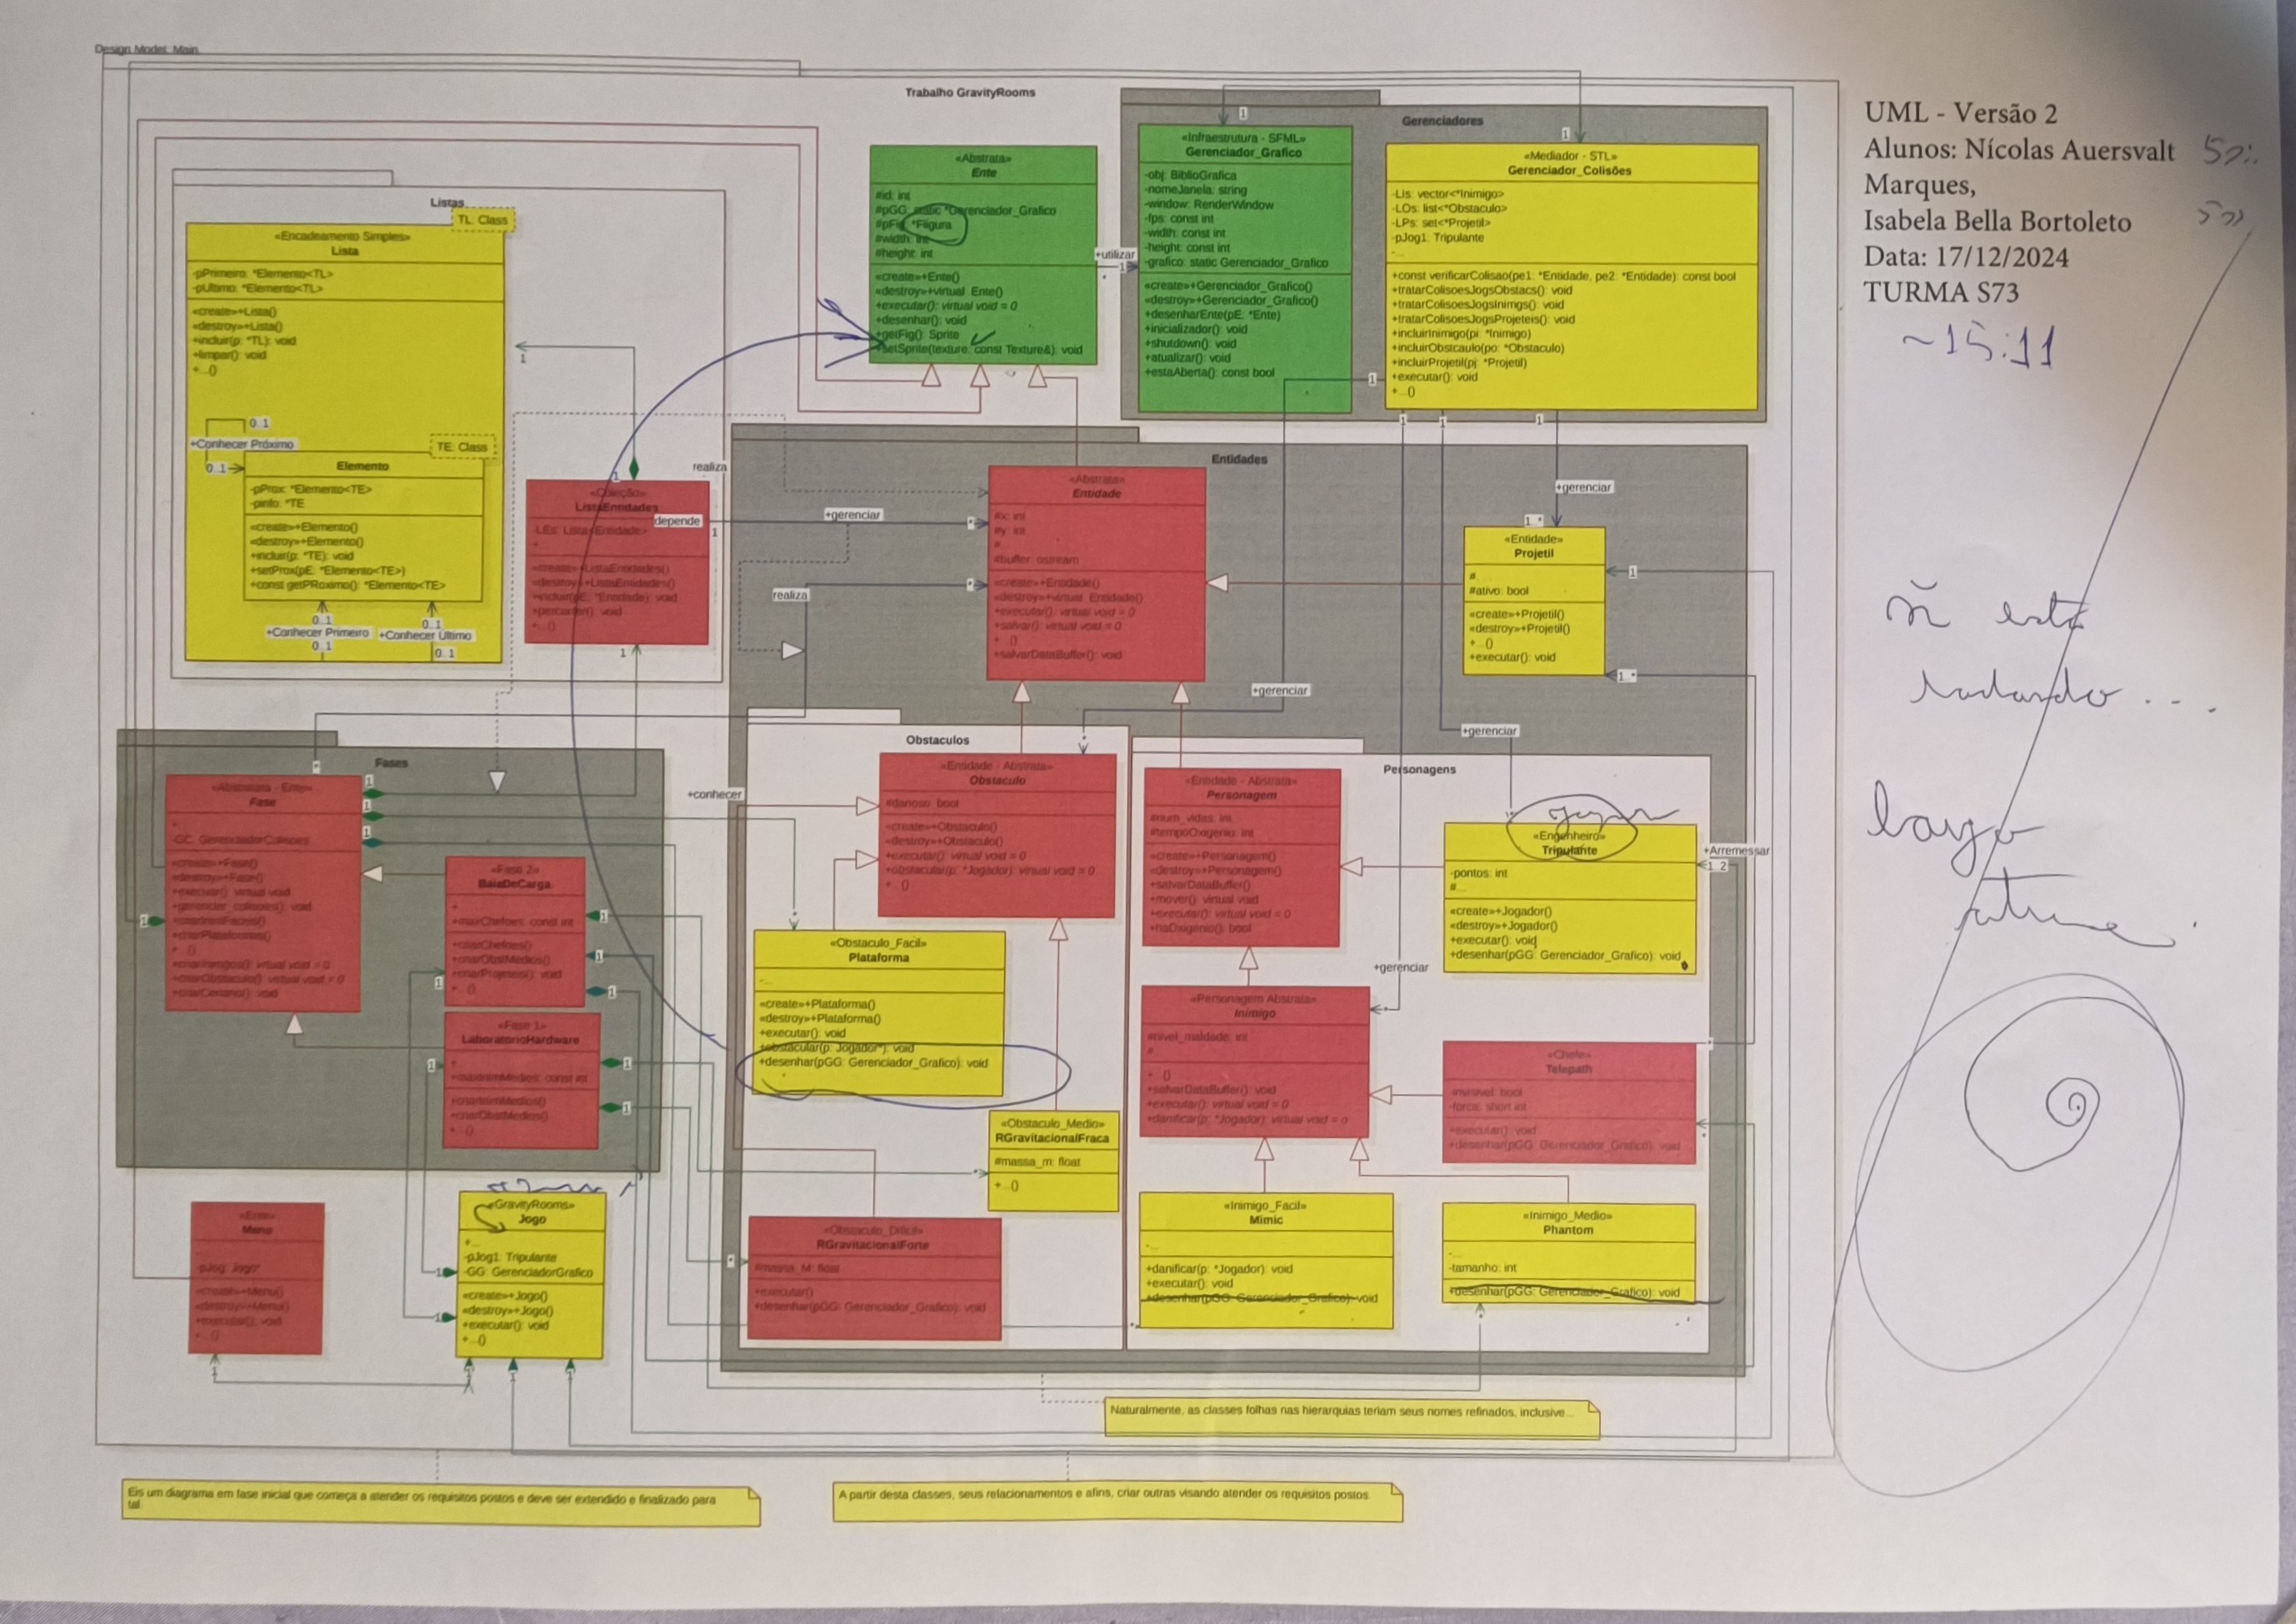 Design Model: Main
Trabalho GravityRooms
UML - Versão 2
Alunos: Nícolas Auersvalt
Marques,
Isabela Bella Bortoleto
Data: 17/12/2024
TURMA S73
~15:11
ñ está
rodando ...
Listas
TL: Class
«Encadeamento Simples»
Lista
-pPrimeiro: *Elemento<TL>
-pUltimo: *Elemento<TL>
«create»+Lista()
«destroy»+Lista()
+incluir(p: *TL): void
+limpar(): void
+...()
0..1
+Conhecer Próximo
0..1
TE: Class
Elemento
-pProx: *Elemento<TE>
-pinfo: *TE
«create»+Elemento()
«destroy»+Elemento()
+incluir(p: *TE): void
+setProx(pE: *Elemento<TE>)
+const getPRoximo(): *Elemento<TE>
0..1
0..1
+Conhecer Primeiro
+Conhecer Ultimo
0..1
0..1
1
1
«Coleção»
ListaEntidades
LEs: Lista<Entidade>
«create»+ListaEntidades()
«destroy»+ListaEntidades()
+incluir(pE: *Entidade): void
+percorrer(): void
+...()
1
1
depende
realiza
+gerenciar
*
realiza
*
«Abstrata»
Ente
#id: int
#pGG: static *Gerenciador_Grafico
#pFig: *Fiigura
#width: int
#height: int
«create»+Ente()
«destroy»+virtual Ente()
+executar(): virtual void = 0
+desenhar(): void
+getFig(): Sprite
+setSprite(texture: const Texture&): void
+utilizar
1
*
Gerenciadores
1
«Infraestrutura - SFML»
Gerenciador_Grafico
-obj: BiblioGrafica
-nomeJanela: string
-window: RenderWindow
-fps: const int
-width: const int
-height: const int
-grafico: static Gerenciador_Grafico
«create»+Gerenciador_Grafico()
«destroy»+Gerenciador_Grafico()
+desenharEnte(pE: *Ente)
+inicializador(): void
+shutdown(): void
+atualizar(): void
+estaAberta(): const bool
1
«Mediador - STL»
Gerenciador_Colisões
-LIs: vector<*Inimigo>
-LOs: list<*Obstaculo>
-LPs: set<*Projetil>
-pJog1: Tripulante
-...
+const verificarColisao(pe1: *Entidade, pe2: *Entidade): const bool
+tratarColisoesJogsObstacs(): void
+tratarColisoesJogsInimgs(): void
+tratarColisoesJogsProjeteis(): void
+incluirInimigo(pi: *Inimigo)
+incluirObstcaulo(po: *Obstaculo)
+incluirProjetil(pj: *Projetil)
+executar(): void
+...()
1
1
1
1
Entidades
«Abstrata»
Entidade
#x: int
#y: int
#
#buffer: ostream
«create»+Entidade()
«destroy»+virtual Entidade()
+executar(): virtual void = 0
+salvar(): virtual void = 0
+...()
+salvarDataBuffer(): void
+gerenciar
1..*
«Entidade»
Projetil
#...
#ativo: bool
«create»+Projetil()
«destroy»+Projetil()
+...()
+executar(): void
1
1..*
+gerenciar
+gerenciar
Fases
*
«Abstrata - Ente»
Fase
-GC: GerenciadorColisoes
«create»+Fase()
«destroy»+Fase()
+executar(): virtual void
+gerenciar_colisoes(): void
+criarInimFaceis()
+criarPlataformas()
+...()
+criarInimigos(): virtual void = 0
+criarObstaculo(): virtual void = 0
+criarCenario(): void
1
1
1
1
«Fase 2»
BaiaDeCarga
+
+maxChefoes: const int
+criarChefoes()
+criarObstMedios()
+criarProjeteis(): void
+...()
1
1
1
1
«Fase 1»
LaboratorioHardware
+
+maxInimMedios: const int
+criarInimMedios()
+criarObstMedios()
+...()
1
1
1
Obstaculos
«Entidade - Abstrata»
Obstaculo
#danoso: bool
«create»+Obstaculo()
«destroy»+Obstaculo()
+executar(): virtual void = 0
+obstacular(p: *Jogador): virtual void = 0
+...()
+conhecer
*
«Obstaculo_Facil»
Plataforma
-...
«create»+Plataforma()
«destroy»+Plataforma()
+executar(): void
+obstacular(p: Jogador*): void
+desenhar(pGG: Gerenciador_Grafico): void
«Obstaculo_Medio»
RGravitacionalFraca
#massa_m: float
+...()
*
«Obstaculo_Dificil»
RGravitacionalForte
#massa_M: float
+executar()
+desenhar(pGG: Gerenciador_Grafico): void
*
Personagens
«Entidade - Abstrata»
Personagem
#num_vidas: int
#tempoOxigenio: int
«create»+Personagem()
«destroy»+Personagem()
+salvarDataBuffer()
+mover(): virtual void
+executar(): virtual void = 0
+haOxigenio(): bool
«Engenheiro»
Tripulante
-pontos: int
#...
«create»+Jogador()
«destroy»+Jogador()
+executar(): void
+desenhar(pGG: Gerenciador_Grafico): void
+Arremessar
1..2
+gerenciar
*
«Personagem Abstrata»
Inimigo
#nivel_maldade: int
#
+...()
+salvarDataBuffer(): void
+executar(): virtual void = 0
+danificar(p: *Jogador): virtual void = o
«Chefe»
Telepath
-invisivel: bool
-forca: short int
+executar(): void
+desenhar(pGG: Gerenciador_Grafico): void
*
*
«Inimigo_Facil»
Mimic
-...
+danificar(p: *Jogador): void
+executar(): void
+desenhar(pGG: Gerenciador_Grafico): void
*
«Inimigo_Medio»
Phantom
-...
-tamanho: int
+desenhar(pGG: Gerenciador_Grafico): void
*
«Ente»
Menu
-pJog: Jogo*
«create»+Menu()
«destroy»+Menu()
+executar(): void
+...()
1
«GravityRooms»
Jogo
+...
-pJog1: Tripulante
-GG: GerenciadorGrafico
«create»+Jogo()
«destroy»+Jogo()
+executar(): void
+...()
1
1
1
1
1
Naturalmente, as classes folhas nas hierarquias teriam seus nomes refinados, inclusive...
Eis um diagrama em fase inicial que começa a atender os requisitos postos e deve ser extendido e finalizado para
tal.
A partir desta classes, seus relacionamentos e afins, criar outras visando atender os requisitos postos.